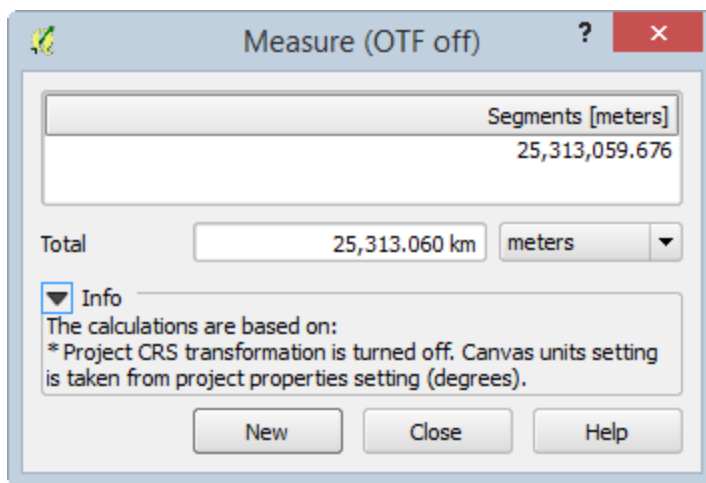 Measure (OTF off)
?
×
Segments [meters]
25,313,059.676
Total 25,313.060 km meters
Info
The calculations are based on:
* Project CRS transformation is turned off. Canvas units setting
is taken from project properties setting (degrees).
New Close Help